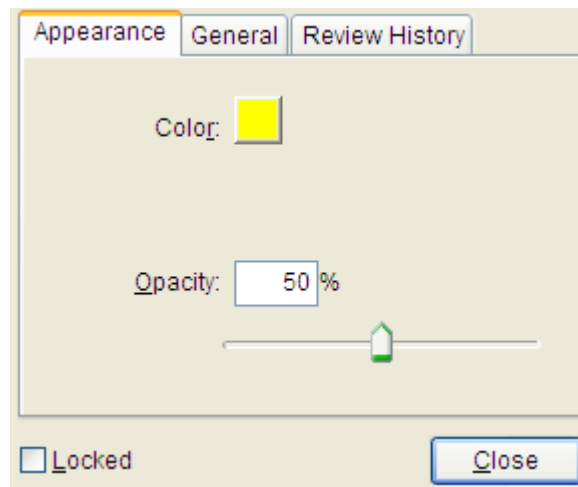 Appearance General Review History
Color:
Opacity: 50 %
Locked Close